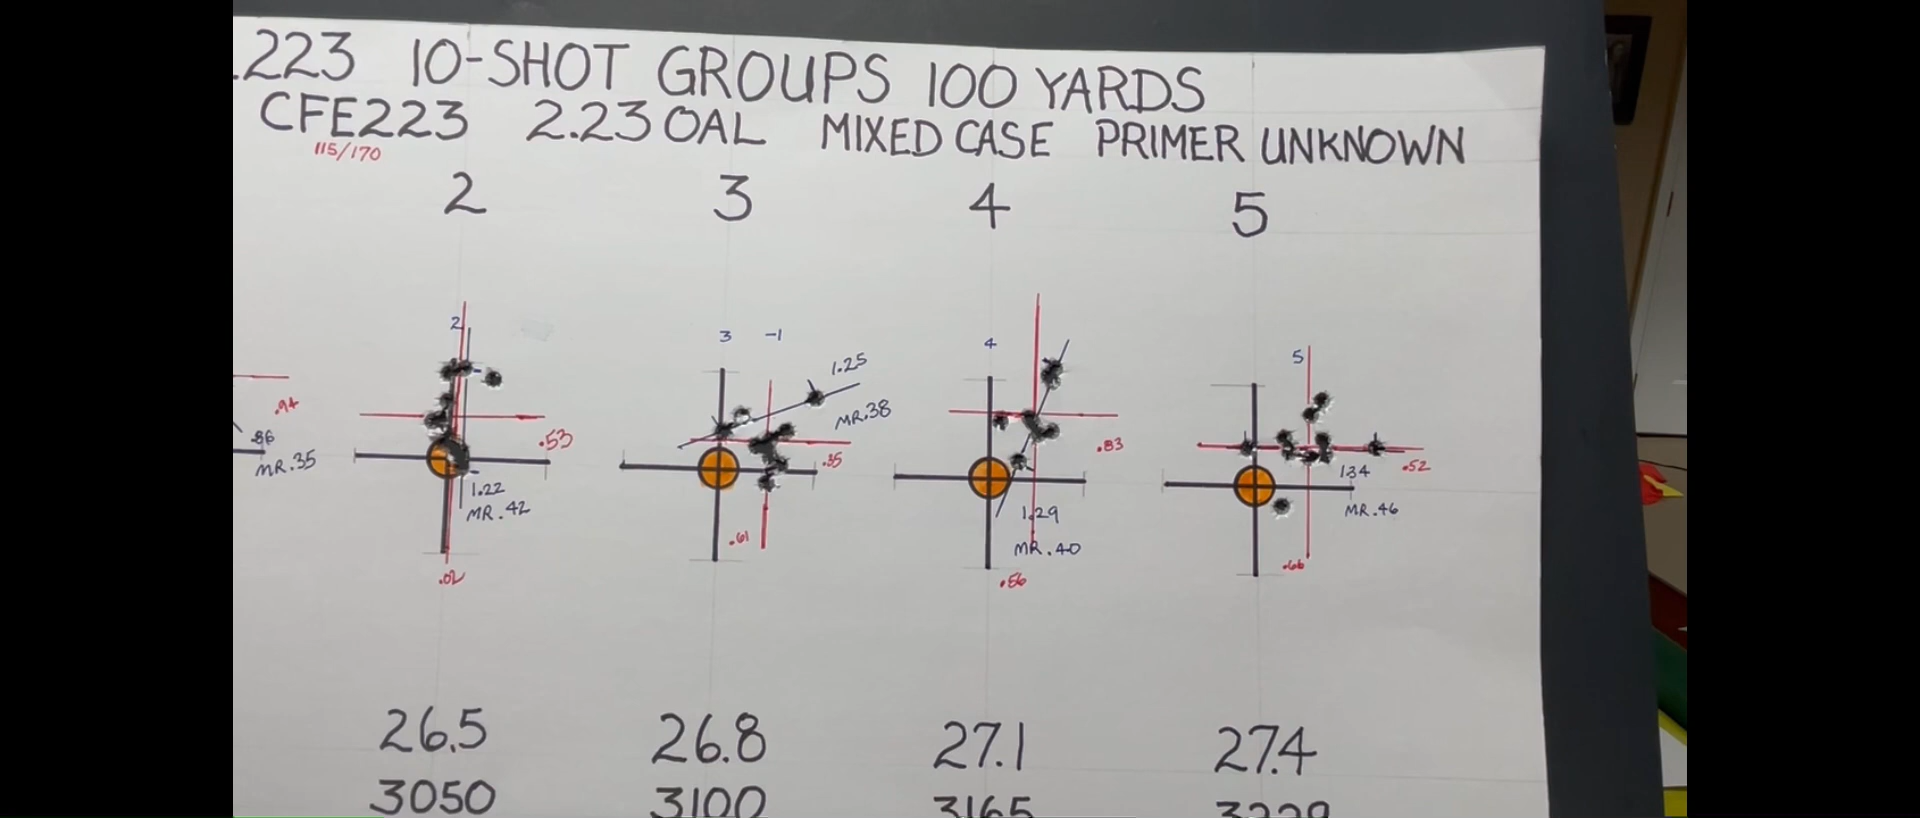 .223 10-SHOT GROUPS 100 YARDS
CFE223 2.23 OAL MIXED CASE PRIMER UNKNOWN
115/170
2 3 4 5
2 3 -1 4 5
1.25
MR.38
.94
.86
MR.35
.53
.35
.83
.52
1.22
MR.42
1.29
MR.40
1.34
MR.46
.02
.61
.56
.66
26.5 26.8 27.1 27.4
3050 3100 3165